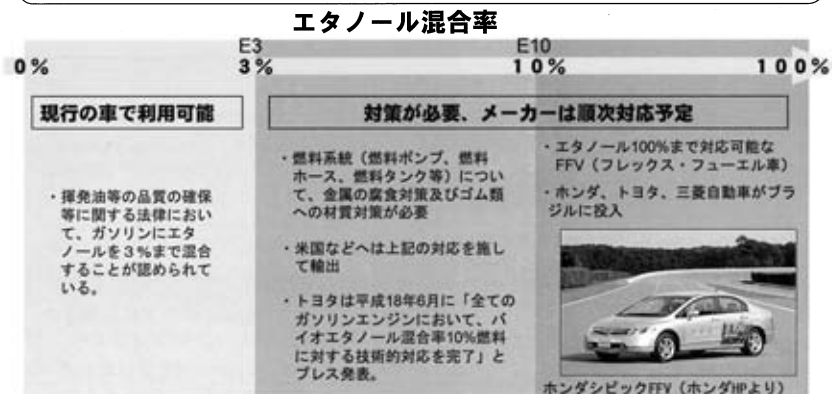 エタノール混合率
E3
E10
0%
3%
10%
100%
現行の車で利用可能
対策が必要、メーカーは順次対応予定
・揮発油等の品質の確保
等に関する法律におい
て、ガソリンにエタ
ノールを３％まで混合
することが認められて
いる。
・燃料系統（燃料ポンプ、燃料
ホース、燃料タンク等）につい
て、金属の腐食対策及びゴム類
への材質対策が必要
・米国などへは上記の対応を施し
て輸出
・トヨタは平成18年6月に「全ての
ガソリンエンジンにおいて、バ
イオエタノール混合率10%燃料
に対する技術的対応を完了」と
プレス発表。
・エタノール100%まで対応可能な
FFV（フレックス・フューエル車）
・ホンダ、トヨタ、三菱自動車がブラ
ジルに投入
ホンダシビックFFV（ホンダHPより）